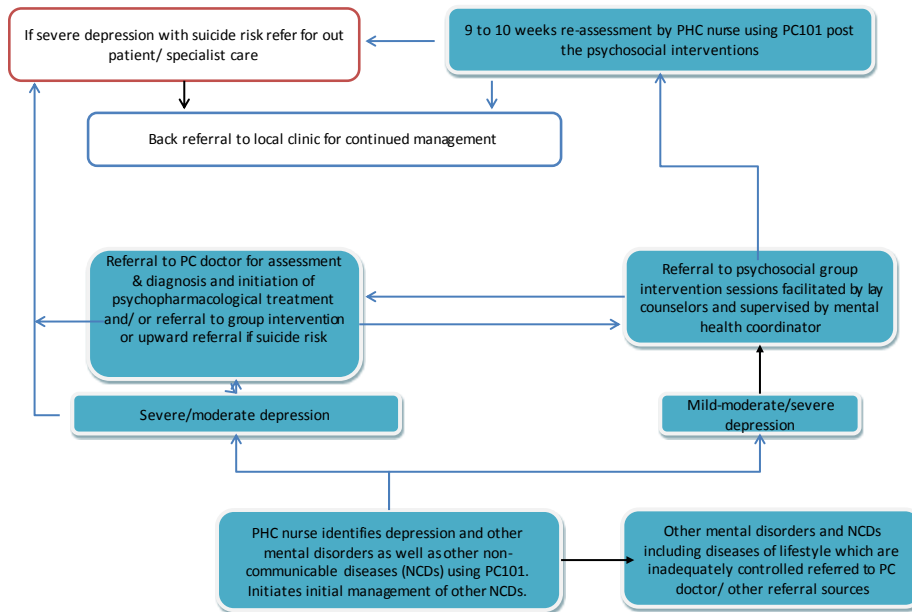 If severe depression with suicide risk refer for out
patient/ specialist care
9 to 10 weeks re-assessment by PHC nurse using PC101 post
the psychosocial interventions
Back referral to local clinic for continued management
Referral to PC doctor for assessment
& diagnosis and initiation of
psychopharmacological treatment
and/ or referral to group intervention
or upward referral if suicide risk
Referral to psychosocial group
intervention sessions facilitated by lay
counselors and supervised by mental
health coordinator
Severe/moderate depression
Mild-moderate/severe
depression
PHC nurse identifies depression and other
mental disorders as well as other non-
communicable diseases (NCDs) using PC101.
Initiates initial management of other NCDs.
Other mental disorders and NCDs
including diseases of lifestyle which are
inadequately controlled referred to PC
doctor/ other referral sources